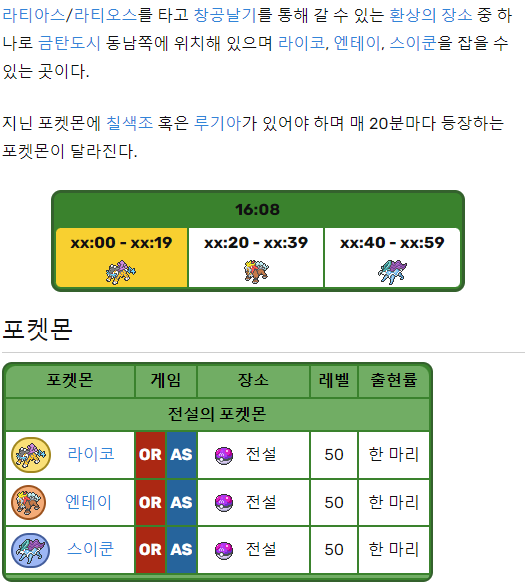 라티아스/라티오스를 타고 창공날기를 통해 갈 수 있는 환상의 장소 중 하
나로 금탄도시 동남쪽에 위치해 있으며 라이코, 엔테이, 스이쿤을 잡을 수
있는 곳이다.
지닌 포켓몬에 칠색조 혹은 루기아가 있어야 하며 매 20분마다 등장하는
포켓몬이 달라진다.
16:08
xx:00 - xx:19 xx:20 - xx:39 xx:40 - xx:59
포켓몬
포켓몬 게임 장소 레벨 출현률
전설의 포켓몬
라이코 OR AS 전설 50 한 마리
엔테이 OR AS 전설 50 한 마리
스이쿤 OR AS 전설 50 한 마리